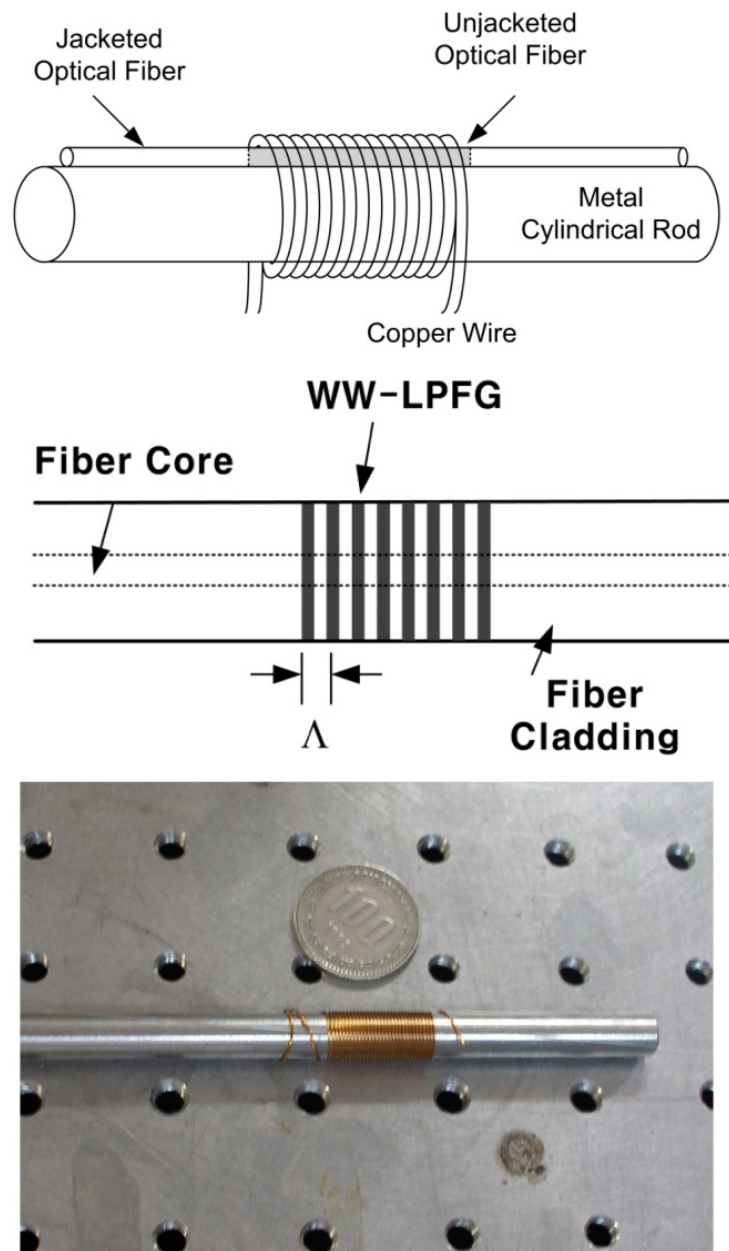 Jacketed
Optical Fiber
Unjacketed
Optical Fiber
Metal
Cylindrical Rod
Copper Wire
WW-LPFG
Fiber Core
Λ
Fiber
Cladding
100